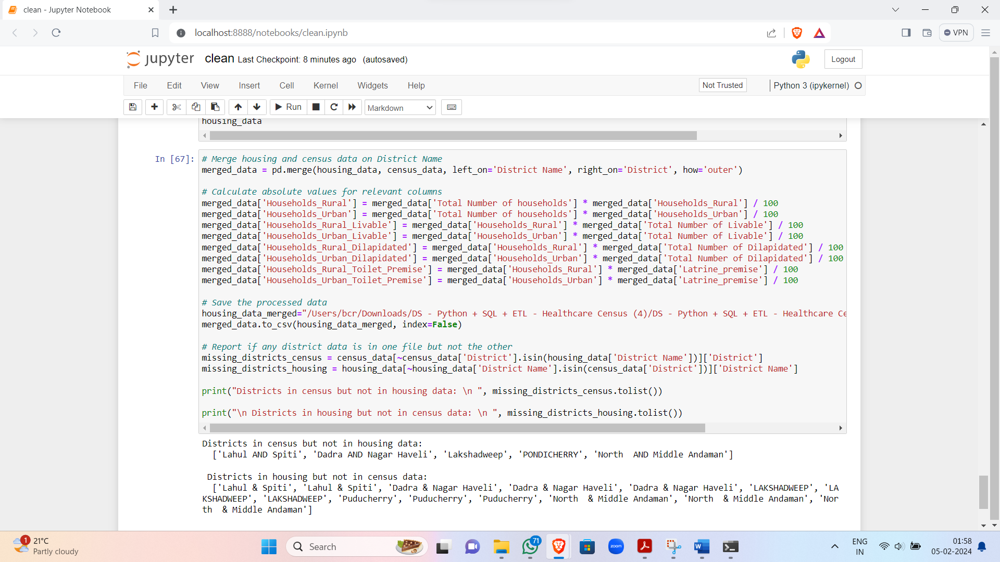 clean - Jupyter Notebook
localhost:8888/notebooks/clean.ipynb
VPN
jupyter clean Last Checkpoint: 8 minutes ago (autosaved)
Logout
File Edit View Insert Cell Kernel Widgets Help
Not Trusted
Python 3 (ipykernel)
Run
Markdown
housing_data
In [67]:
# Merge housing and census data on District Name
merged_data = pd.merge(housing_data, census_data, left_on='District Name', right_on='District', how='outer')
# Calculate absolute values for relevant columns
merged_data['Households_Rural'] = merged_data['Total Number of households'] * merged_data['Households_Rural'] / 100
merged_data['Households_Urban'] = merged_data['Total Number of households'] * merged_data['Households_Urban'] / 100
merged_data['Households_Rural_Livable'] = merged_data['Households_Rural'] * merged_data['Total Number of Livable'] / 100
merged_data['Households_Urban_Livable'] = merged_data['Households_Urban'] * merged_data['Total Number of Livable'] / 100
merged_data['Households_Rural_Dilapidated'] = merged_data['Households_Rural'] * merged_data['Total Number of Dilapidated'] / 100
merged_data['Households_Urban_Dilapidated'] = merged_data['Households_Urban'] * merged_data['Total Number of Dilapidated'] / 100
merged_data['Households_Rural_Toilet_Premise'] = merged_data['Households_Rural'] * merged_data['Latrine_premise'] / 100
merged_data['Households_Urban_Toilet_Premise'] = merged_data['Households_Urban'] * merged_data['Latrine_premise'] / 100
# Save the processed data
housing_data_merged="/Users/bcr/Downloads/DS - Python + SQL + ETL - Healthcare Census (4)/DS - Python + SQL + ETL - Healthcare Ce
merged_data.to_csv(housing_data_merged, index=False)
# Report if any district data is in one file but not the other
missing_districts_census = census_data[~census_data['District'].isin(housing_data['District Name'])]['District']
missing_districts_housing = housing_data[~housing_data['District Name'].isin(census_data['District'])]['District Name']
print("Districts in census but not in housing data: \n ", missing_districts_census.tolist())
print("\n Districts in housing but not in census data: \n ", missing_districts_housing.tolist())
Districts in census but not in housing data:
['Lahul AND Spiti', 'Dadra AND Nagar Haveli', 'Lakshadweep', 'PONDICHERRY', 'North  AND Middle Andaman']
Districts in housing but not in census data:
['Lahul & Spiti', 'Lahul & Spiti', 'Dadra & Nagar Haveli', 'Dadra & Nagar Haveli', 'Dadra & Nagar Haveli', 'LAKSHADWEEP', 'LA
KSHADWEEP', 'LAKSHADWEEP', 'Puducherry', 'Puducherry', 'Puducherry', 'North  & Middle Andaman', 'North  & Middle Andaman', 'Nor
th  & Middle Andaman']
1
21°C
Partly cloudy
Search
71
zoom
W
ENG
IN
01:58
05-02-2024